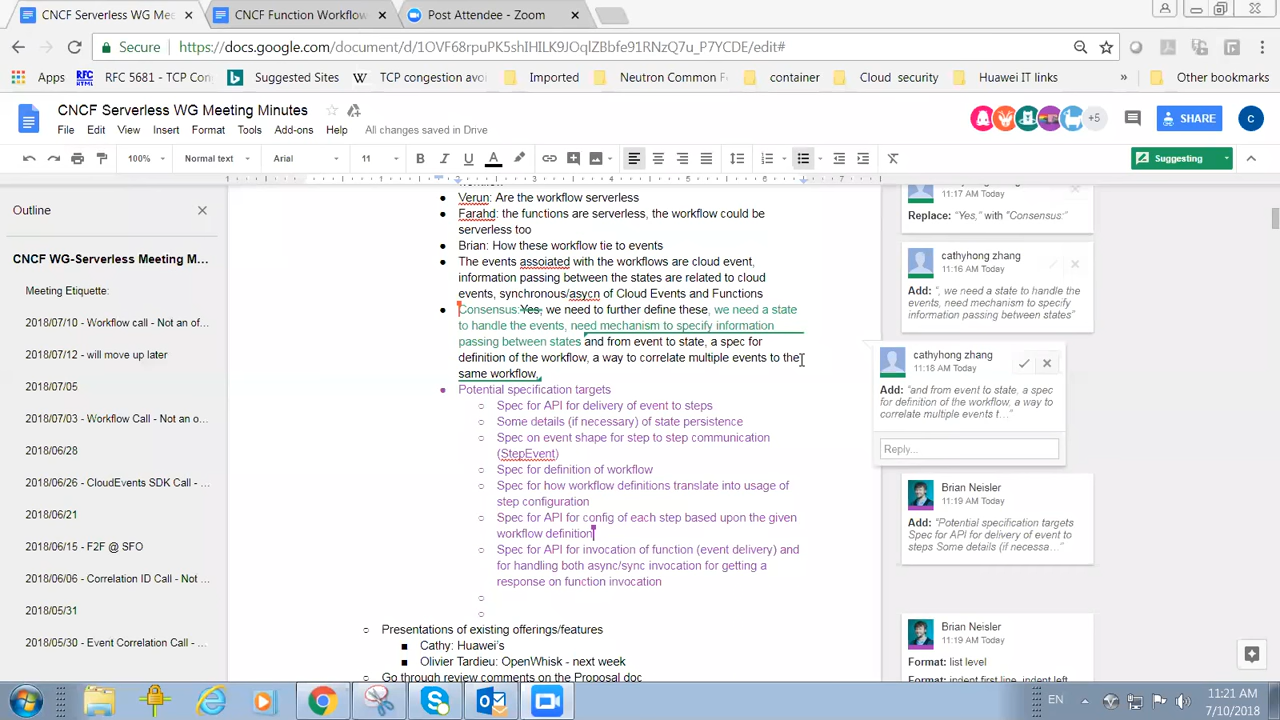 CNCF Serverless WG Mee
CNCF Function Workflow
Post Attendee - Zoom
Secure
https://docs.google.com/document/d/1OVF68rpuPK5shIHILK9JOqlZBbfe91RNzQ7u_P7YCDE/edit#
Apps
RFC 5681 - TCP Con
Suggested Sites
TCP congestion avo
Imported
Neutron Common
container
Cloud security
Huawei IT links
»
Other bookmarks
CNCF Serverless WG Meeting Minutes
File Edit View Insert Format Tools Add-ons Help All changes saved in Drive
+5
SHARE
C
100% Normal text Arial 11 B I U A
Suggesting
1 1 2 3 4 5 6 7
Outline
CNCF WG-Serverless Meeting M...
Meeting Etiquette:
2018/07/10 - Workflow call - Not an of...
2018/07/12 - will move up later
2018/07/05
2018/07/03 - Workflow Call - Not an o...
2018/06/28
2018/06/26 - CloudEvents SDK Call - ...
2018/06/21
2018/06/15 - F2F @ SFO
2018/06/06 - Correlation ID Call - Not ...
2018/05/31
2018/05/30 - Event Correlation Call - ...
● Verun: Are the workflow serverless
● Farahd: the functions are serverless, the workflow could be
serverless too
● Brian: How these workflow tie to events
● The events assoiated with the workflows are cloud event,
information passing between the states are related to cloud
events, synchronous/asycn of Cloud Events and Functions
● Consensus:Yes, we need to further define these, we need a state
to handle the events, need mechanism to specify information
passing between states and from event to state, a spec for
definition of the workflow, a way to correlate multiple events to the
same workflow,
● Potential specification targets
○ Spec for API for delivery of event to steps
○ Some details (if necessary) of state persistence
○ Spec on event shape for step to step communication
(StepEvent)
○ Spec for definition of workflow
○ Spec for how workflow definitions translate into usage of
step configuration
○ Spec for API for config of each step based upon the given
workflow definition
○ Spec for API for invocation of function (event delivery) and
for handling both async/sync invocation for getting a
response on function invocation
○
○
○ Presentations of existing offerings/features
■ Cathy: Huawei's
■ Olivier Tardieu: OpenWhisk - next week
○ Go through review comments on the Proposal doc
11:17 AM Today
Replace: "Yes," with "Consensus:"
cathyhong zhang
11:16 AM Today
Add: ", we need a state to handle the
events, need mechanism to specify
information passing between states"
cathyhong zhang
11:18 AM Today
Add: "and from event to state, a spec
for definition of the workflow, a way to
correlate multiple events t..."
Reply...
Brian Neisler
11:19 AM Today
Add: "Potential specification targets
Spec for API for delivery of event to
steps Some details (if necessa..."
Brian Neisler
11:19 AM Today
Format: list level
Format: indent first line, indent left
EN
11:21 AM
7/10/2018